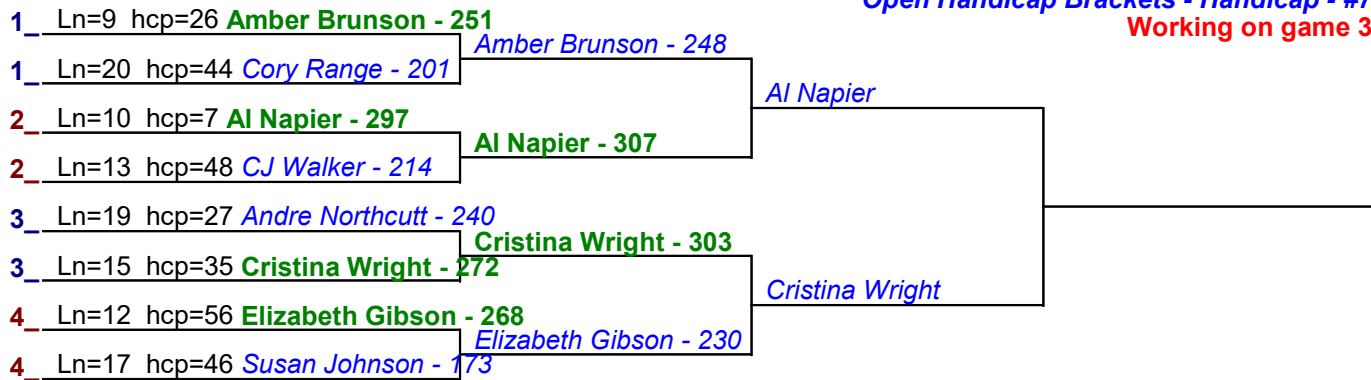 Open Handicap Brackets - Handicap - #7
Working on game 3
1_ Ln=9 hcp=26 Amber Brunson - 251
Amber Brunson - 248
1_ Ln=20 hcp=44 Cory Range - 201
Al Napier
2_ Ln=10 hcp=7 Al Napier - 297
Al Napier - 307
2_ Ln=13 hcp=48 CJ Walker - 214
3_ Ln=19 hcp=27 Andre Northcutt - 240
Cristina Wright - 303
3_ Ln=15 hcp=35 Cristina Wright - 272
Cristina Wright
4_ Ln=12 hcp=56 Elizabeth Gibson - 268
Elizabeth Gibson - 230
4_ Ln=17 hcp=46 Susan Johnson - 173